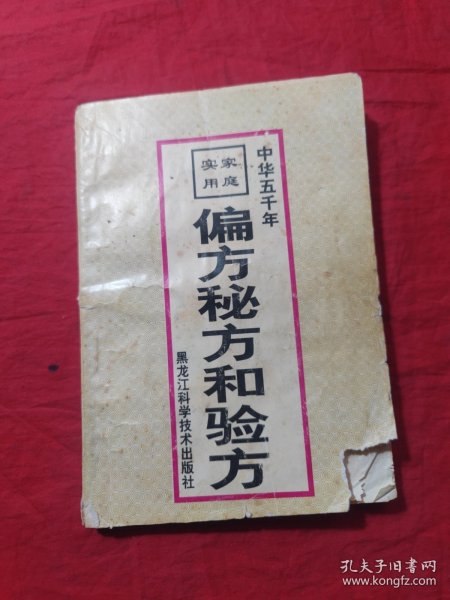 中华五千年
家庭
实用
偏方秘方和验方
黑龙江科学技术出版社
孔夫子旧书网
www.kongfz.com